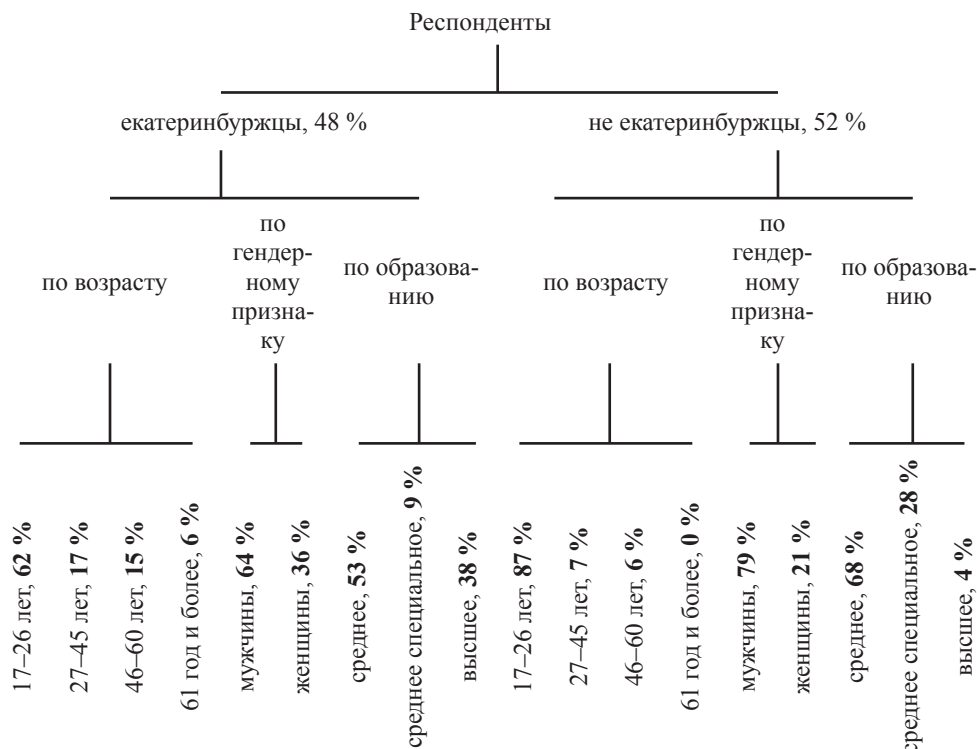 Респонденты
екатеринбуржцы, 48 %
не екатеринбуржцы, 52 %
по возрасту
по
гендер-
ному
призна-
ку
по образова-
нию
по возрасту
по
гендер-
ному
призна-
ку
по образова-
нию
17–26 лет, 62 %
27–45 лет, 17 %
46–60 лет, 15 %
61 год и более, 6 %
мужчины, 64 %
женщины, 36 %
среднее, 53 %
среднее специальное, 9 %
высшее, 38 %
17–26 лет, 87 %
27–45 лет, 7 %
46–60 лет, 6 %
61 год и более, 0 %
мужчины, 79 %
женщины, 21 %
среднее, 68 %
среднее специальное, 28 %
высшее, 4 %